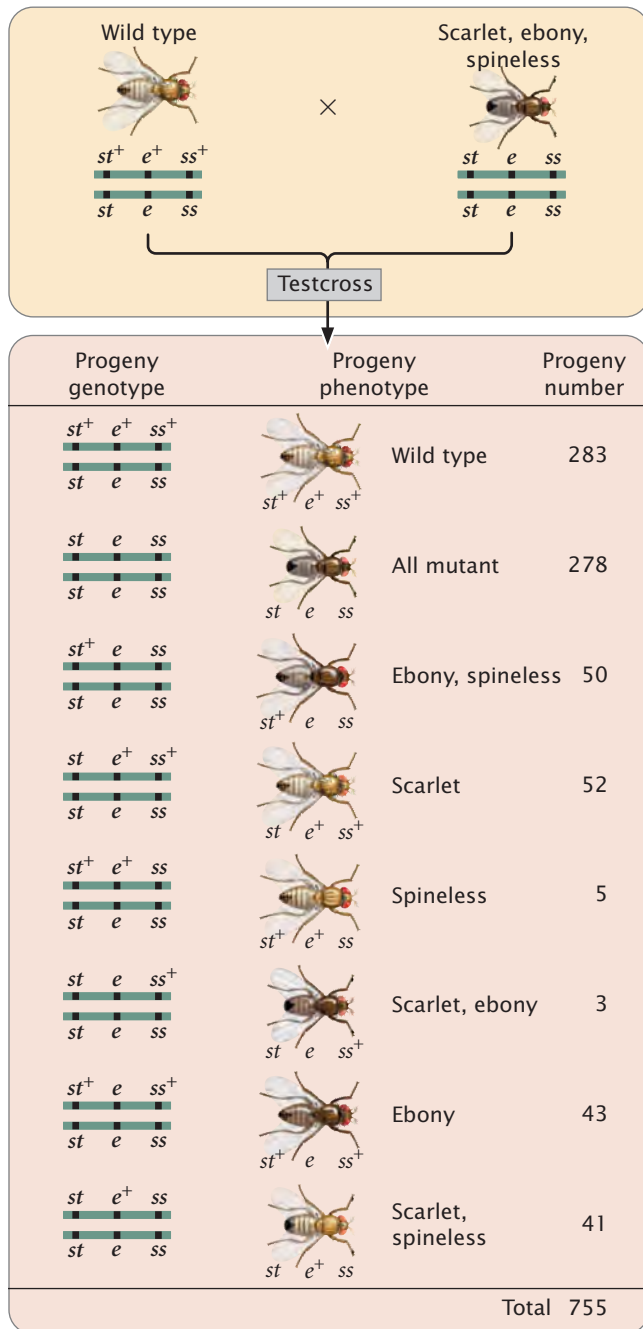 Wild type
Scarlet, ebony,
spineless
×
st+ e+ ss+
st e ss
st e ss
st e ss
Testcross
Progeny
genotype
Progeny
phenotype
Progeny
number
st+ e+ ss+
st e ss
st+ e+ ss+
Wild type 283
st e ss
st e ss
st e ss
All mutant 278
st+ e ss
st e ss
st+ e ss
Ebony, spineless 50
st e+ ss+
st e ss
st e+ ss+
Scarlet 52
st+ e+ ss
st e ss
st+ e+ ss
Spineless 5
st e ss+
st e ss
st e ss+
Scarlet, ebony 3
st+ e ss+
st e ss
st+ e ss+
Ebony 43
st e+ ss
st e ss
st e+ ss
Scarlet,
spineless 41
Total 755